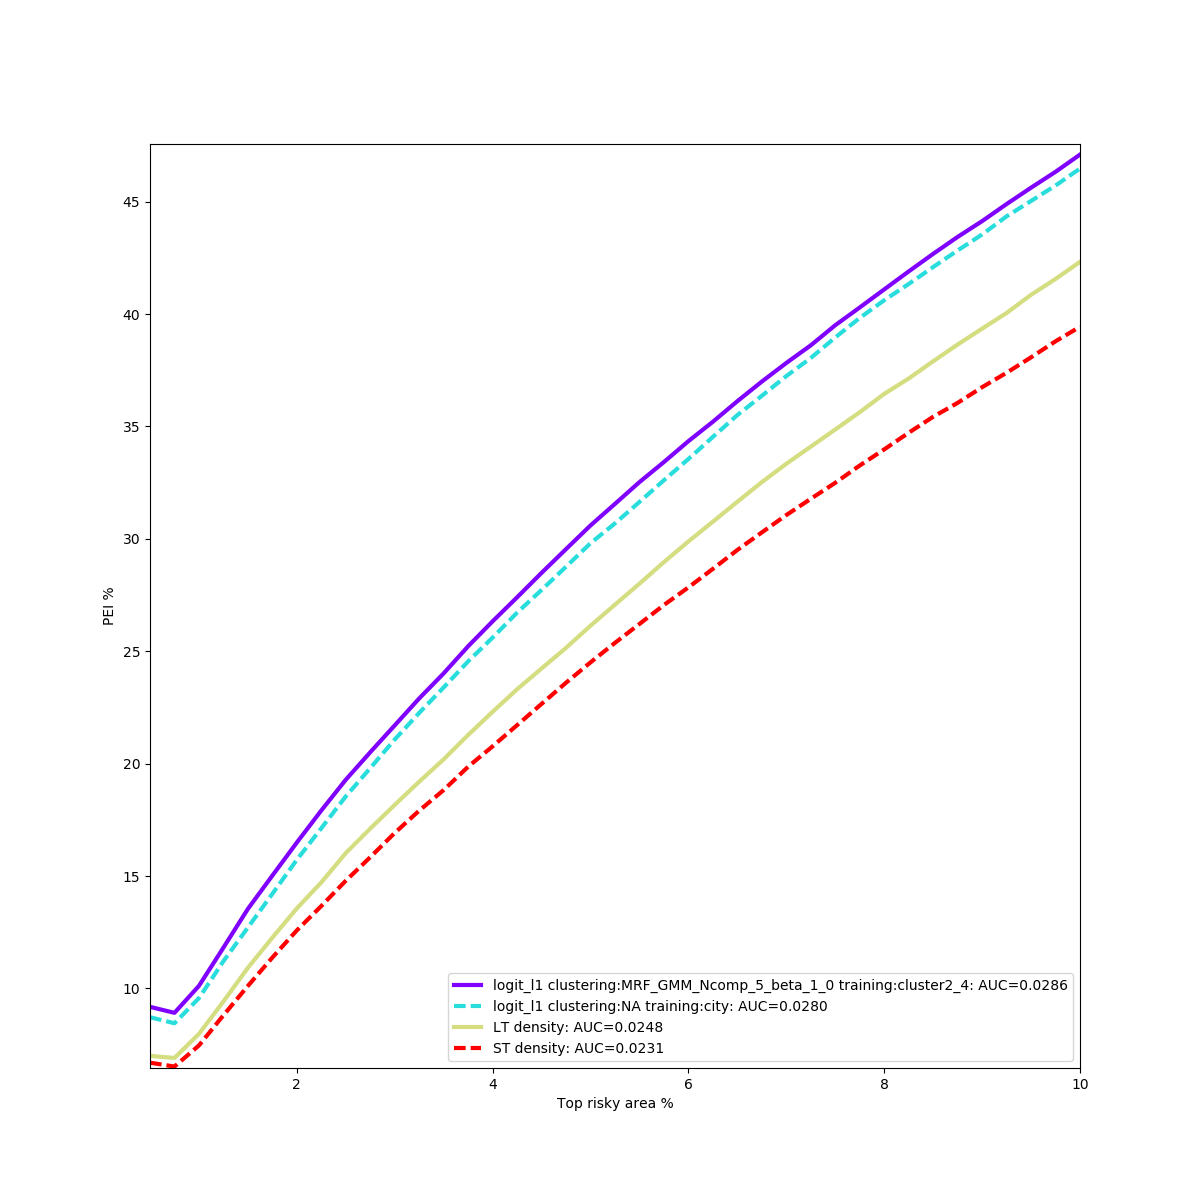 45
40
35
30
25
20
15
10
PEI %
logit_l1 clustering:MRF_GMM_Ncomp_5_beta_1_0 training:cluster2_4: AUC=0.0286
logit_l1 clustering:NA training:city: AUC=0.0280
LT density: AUC=0.0248
ST density: AUC=0.0231
2 4 6 8 10
Top risky area %